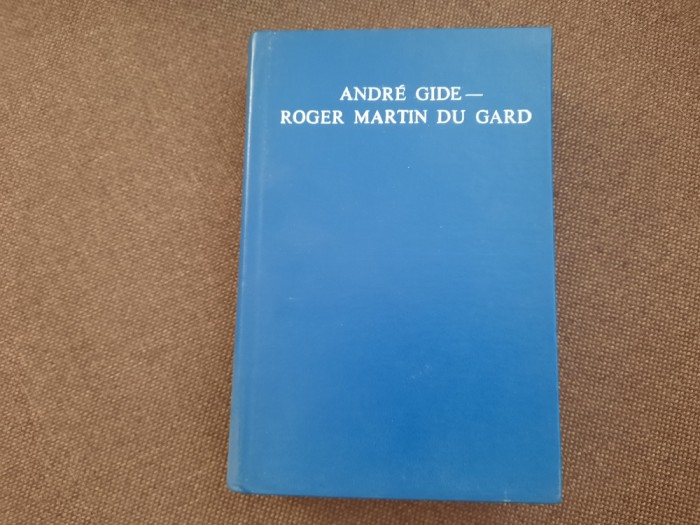 ANDRÉ GIDE—
ROGER MARTIN DU GARD